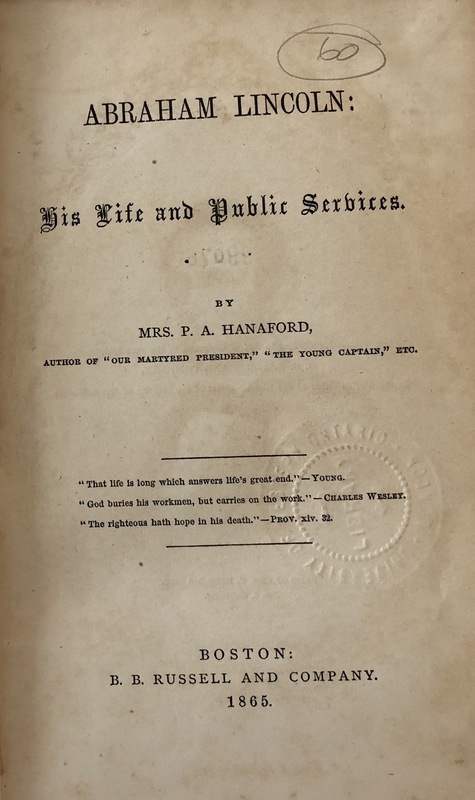 60
ABRAHAM LINCOLN:
His Life and Public Services.
BY
MRS. P. A. HANAFORD,
AUTHOR OF "OUR MARTYRED PRESIDENT," "THE YOUNG CAPTAIN," ETC.
"That life is long which answers life's great end."—YOUNG.
"God buries his workmen, but carries on the work."—CHARLES WESLEY.
"The righteous hath hope in his death."—PROV. xiv. 32.
ONTARIO
BOSTON:
B. B. RUSSELL AND COMPANY.
1865.